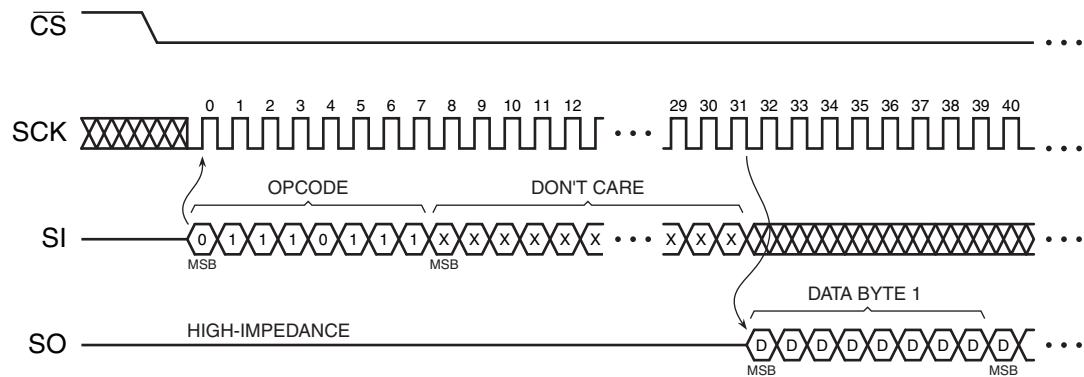 CS
0 1 2 3 4 5 6 7 8 9 10 11 12 29 30 31 32 33 34 35 36 37 38 39 40
SCK
OPCODE DON'T CARE
SI 0 1 1 1 0 1 1 1 X X X X X X X X X
MSB MSB
DATA BYTE 1
HIGH-IMPEDANCE
SO D D D D D D D D D
MSB MSB